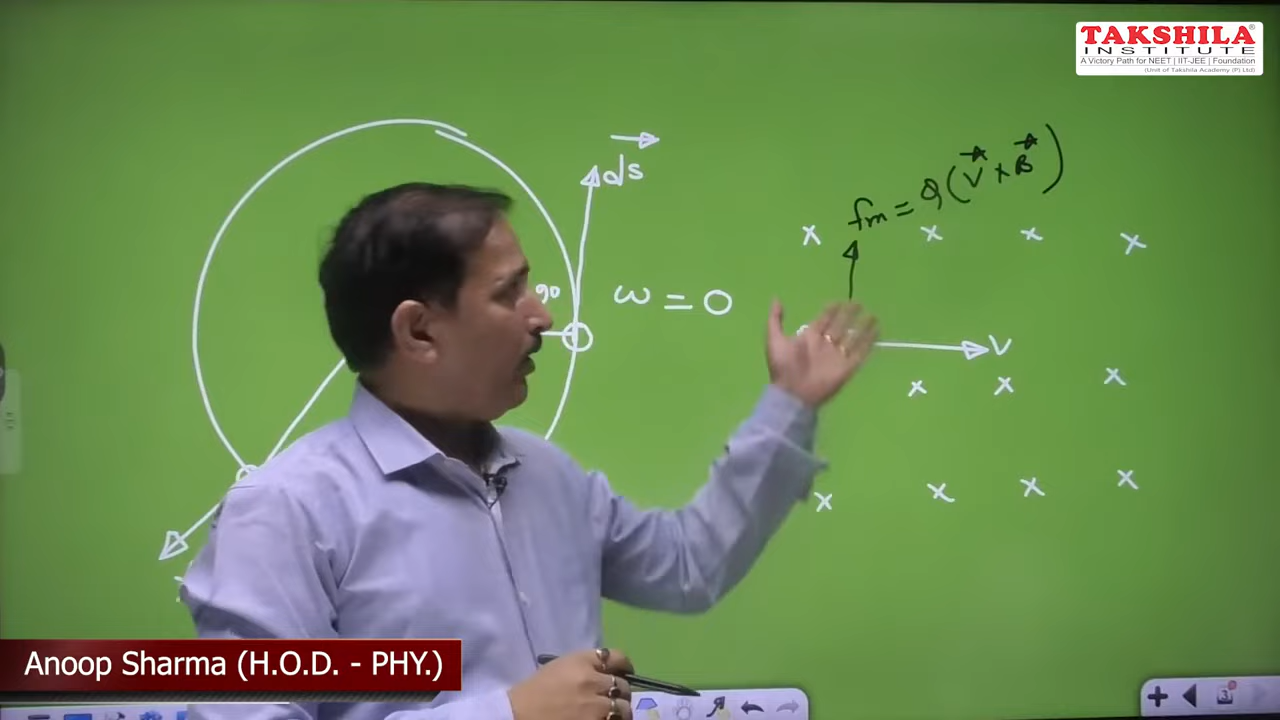 TAKSHILA
INSTITUTE
A Victory Path for NEET | IIT-JEE | Foundation
(Unit of Takshila Academy (P) Ltd)
ds
fm = Q(V × B)
x x x x
90
ω = 0
V
x x x
x x x x
Anoop Sharma (H.O.D. - PHY.)